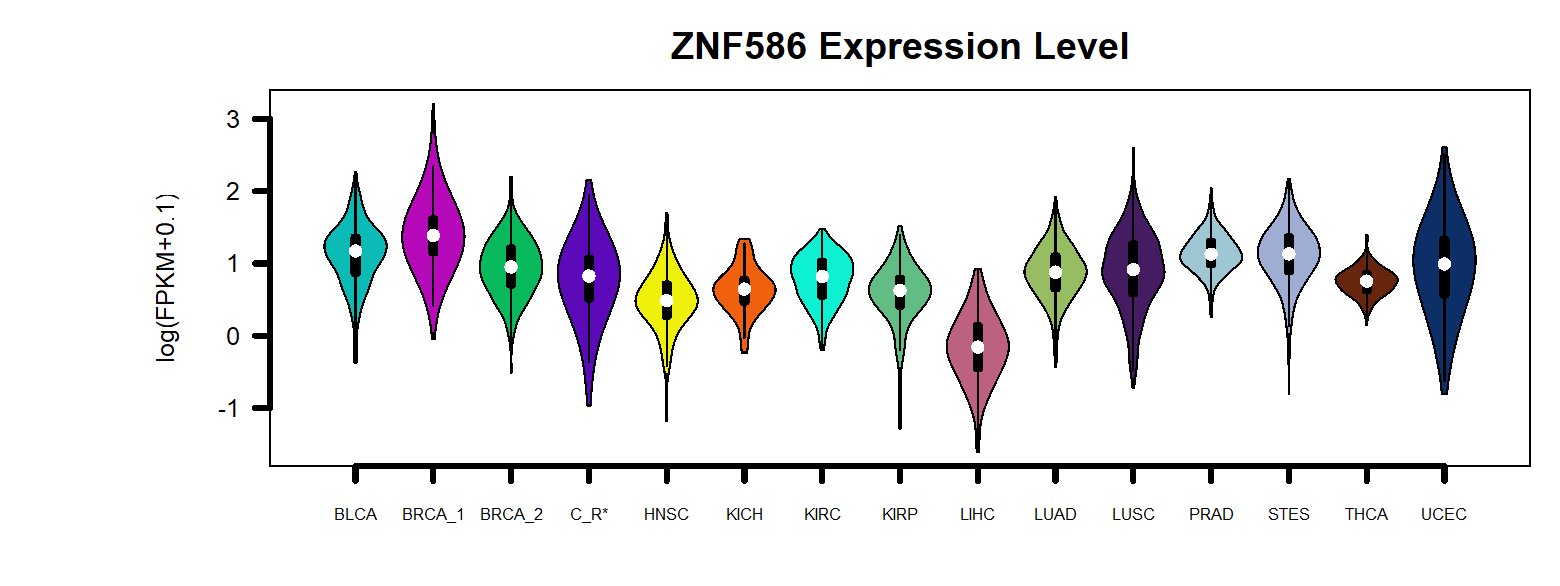 ZNF586 Expression Level
log(FPKM+0.1)
3
2
1
0
-1
BLCA BRCA_1 BRCA_2 C_R* HNSC KICH KIRC KIRP LIHC LUAD LUSC PRAD STES THCA UCEC